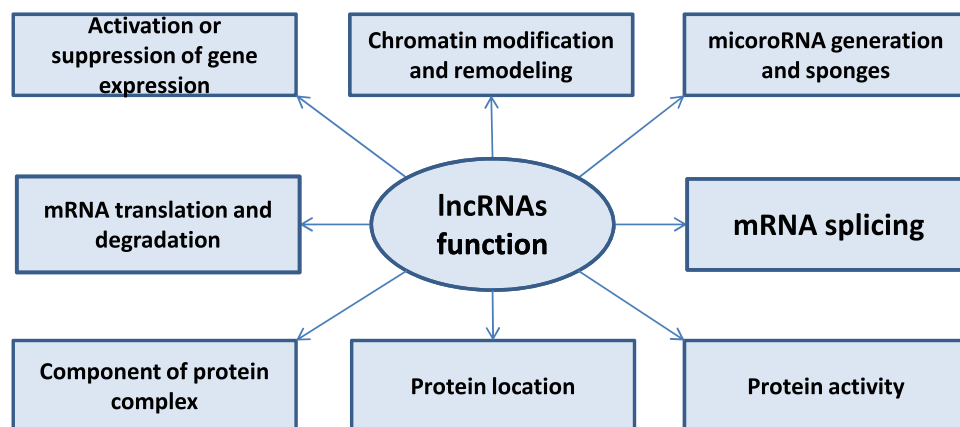 Activation or
suppression of gene
expression
Chromatin modification
and remodeling
micoroRNA generation
and sponges
mRNA translation and
degradation
lncRNAs
function
mRNA splicing
Component of protein
complex
Protein location
Protein activity